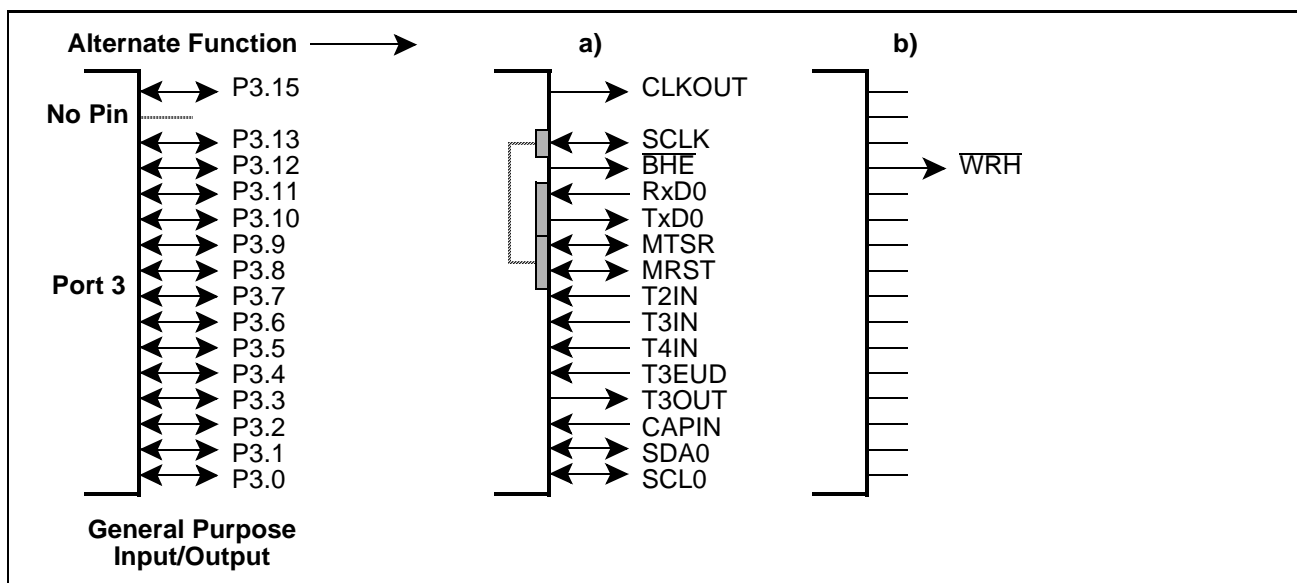 Alternate Function a) b)
P3.15 CLKOUT
No Pin
P3.13 SCLK
P3.12 B̅H̅E̅ W̅R̅H̅
P3.11 RxD0
P3.10 TxD0
P3.9 MTSR
P3.8 MRST
Port 3
P3.7 T2IN
P3.6 T3IN
P3.5 T4IN
P3.4 T3EUD
P3.3 T3OUT
P3.2 CAPIN
P3.1 SDA0
P3.0 SCL0
General Purpose
Input/Output